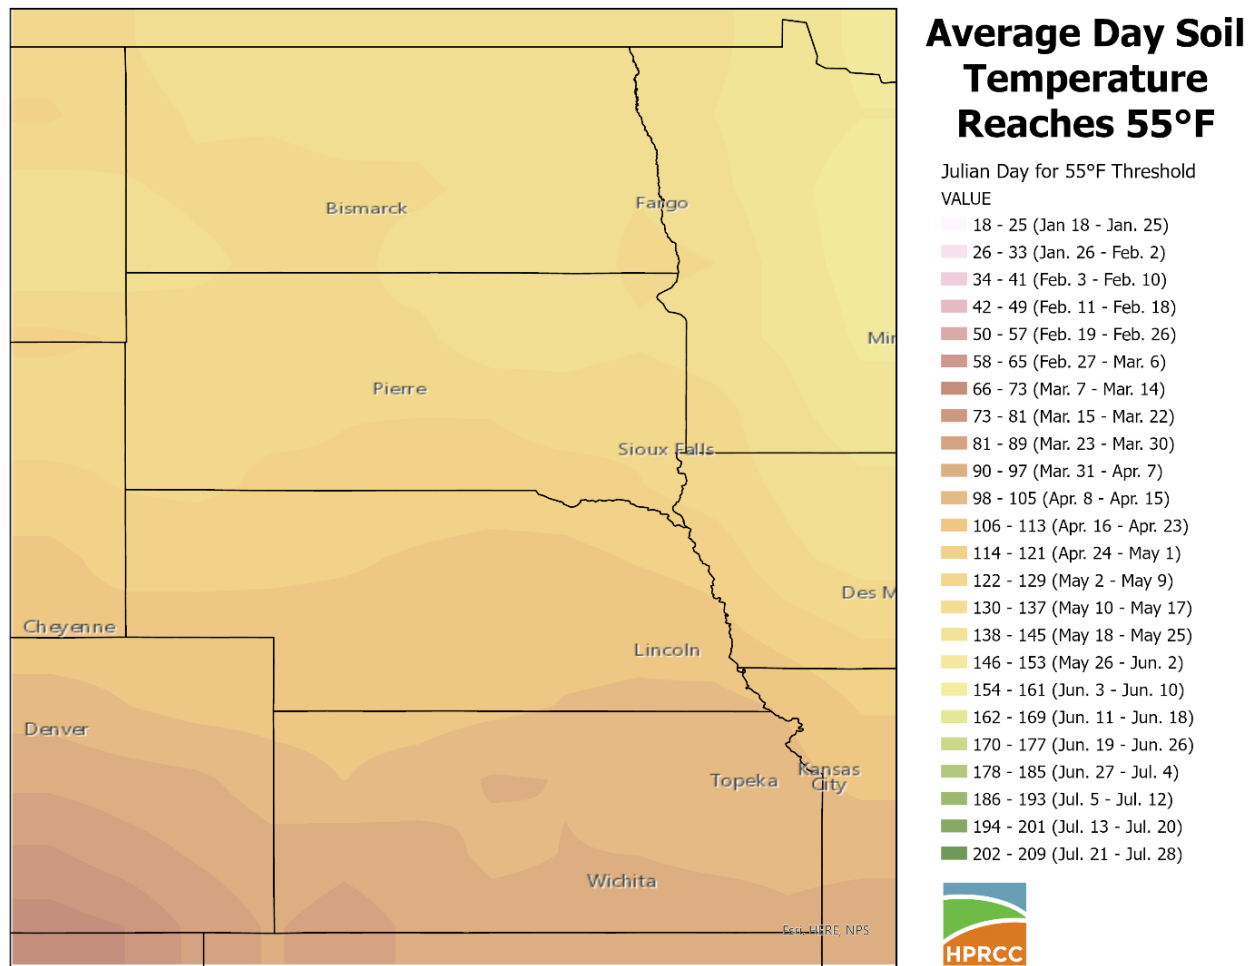 Average Day Soil
Temperature
Reaches 55°F
Julian Day for 55°F Threshold
VALUE
18 - 25 (Jan 18 - Jan. 25)
26 - 33 (Jan. 26 - Feb. 2)
34 - 41 (Feb. 3 - Feb. 10)
42 - 49 (Feb. 11 - Feb. 18)
50 - 57 (Feb. 19 - Feb. 26)
58 - 65 (Feb. 27 - Mar. 6)
66 - 73 (Mar. 7 - Mar. 14)
73 - 81 (Mar. 15 - Mar. 22)
81 - 89 (Mar. 23 - Mar. 30)
90 - 97 (Mar. 31 - Apr. 7)
98 - 105 (Apr. 8 - Apr. 15)
106 - 113 (Apr. 16 - Apr. 23)
114 - 121 (Apr. 24 - May 1)
122 - 129 (May 2 - May 9)
130 - 137 (May 10 - May 17)
138 - 145 (May 18 - May 25)
146 - 153 (May 26 - Jun. 2)
154 - 161 (Jun. 3 - Jun. 10)
162 - 169 (Jun. 11 - Jun. 18)
170 - 177 (Jun. 19 - Jun. 26)
178 - 185 (Jun. 27 - Jul. 4)
186 - 193 (Jul. 5 - Jul. 12)
194 - 201 (Jul. 13 - Jul. 20)
202 - 209 (Jul. 21 - Jul. 28)
HPRCC
Bismarck
Fargo
Min
Pierre
Sioux Falls
Des M
Cheyenne
Lincoln
Denver
Topeka
Kansas
City
Wichita
Esri, HERE, NPS